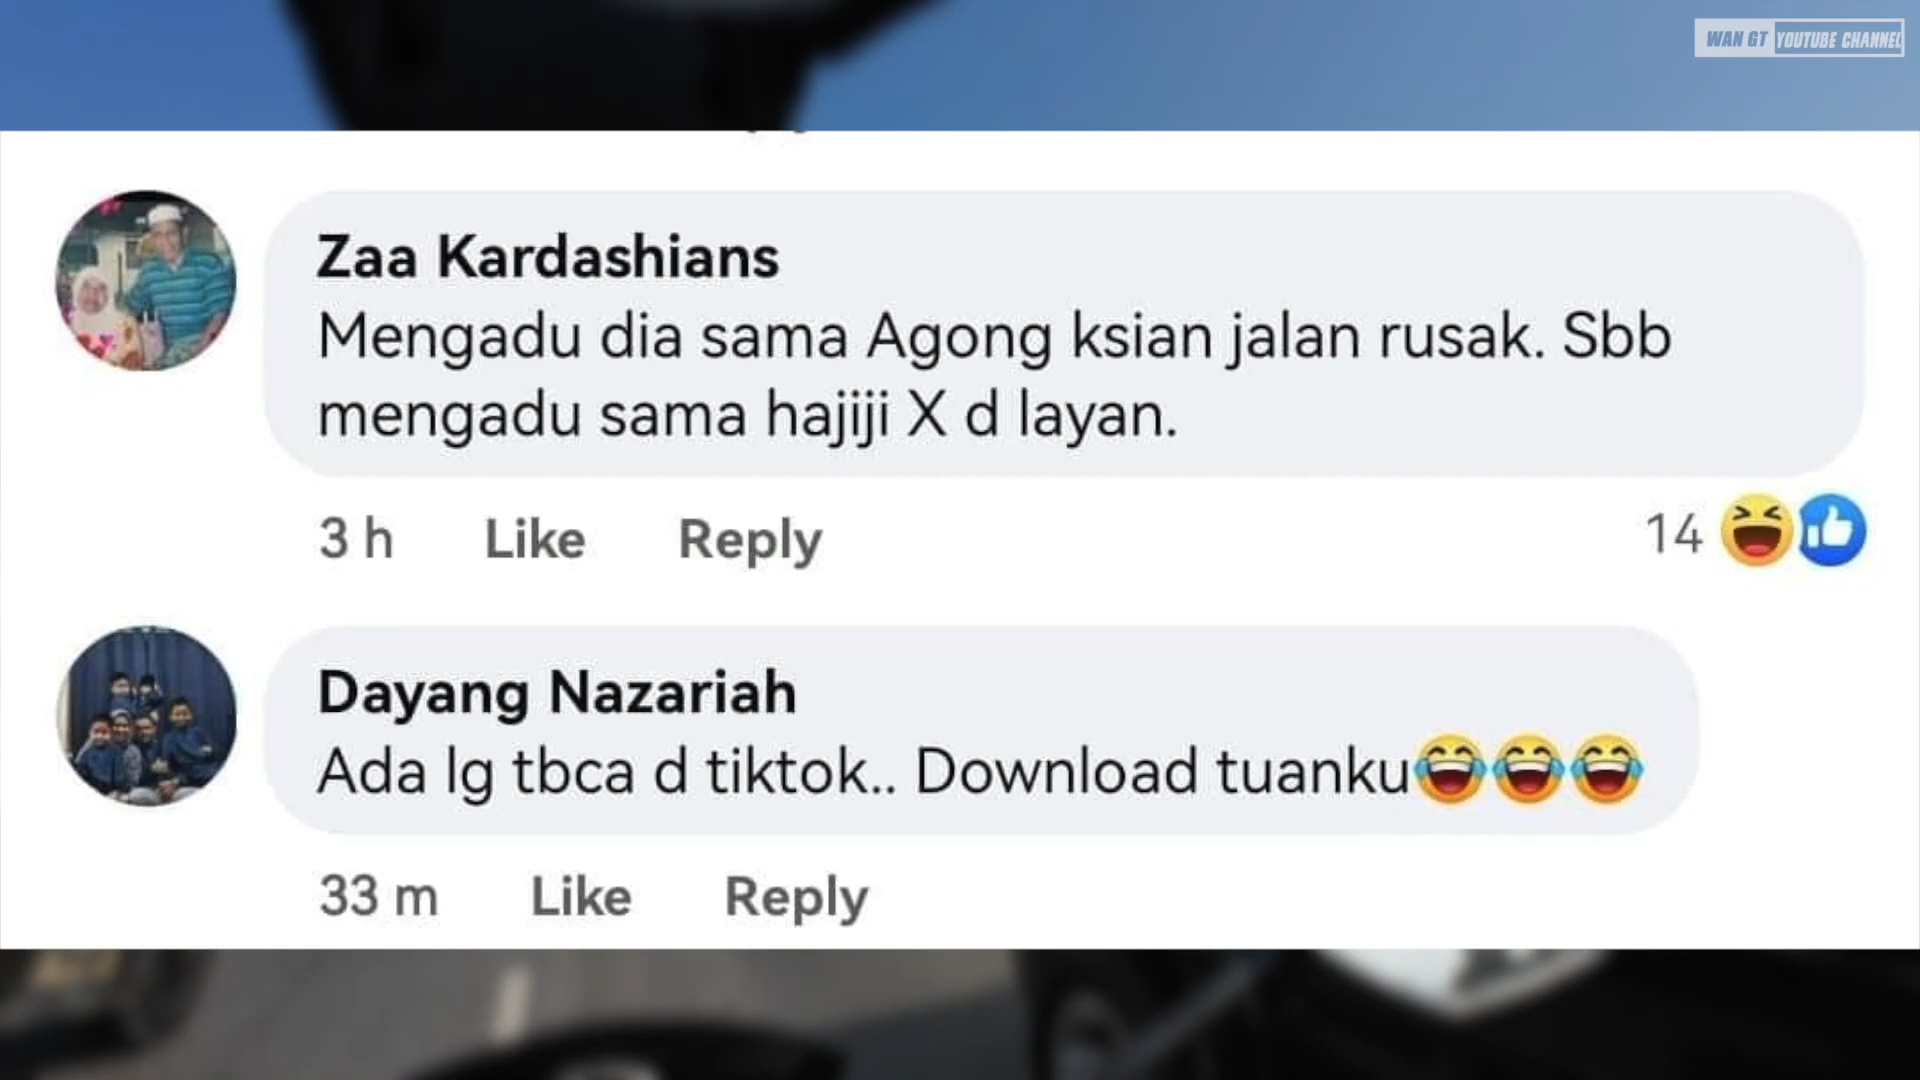 WAN GT YOUTUBE CHANNEL
Zaa Kardashians
Mengadu dia sama Agong ksian jalan rusak. Sbb
mengadu sama hajiji X d layan.
3 h Like Reply 14
Dayang Nazariah
Ada lg tbca d tiktok.. Download tuanku😂😂😂
33 m Like Reply